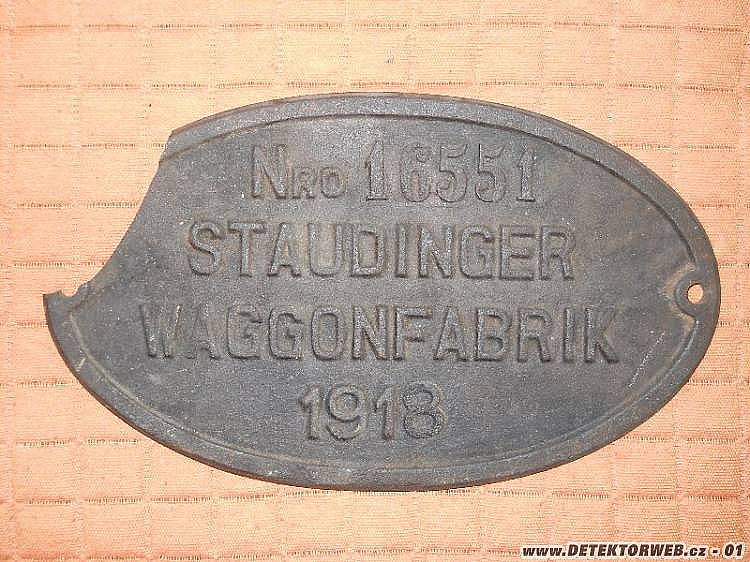 NRO 16551
STAUDINGER
WAGGONFABRIK
1918
www.DETEKTORWEB.cz - 01